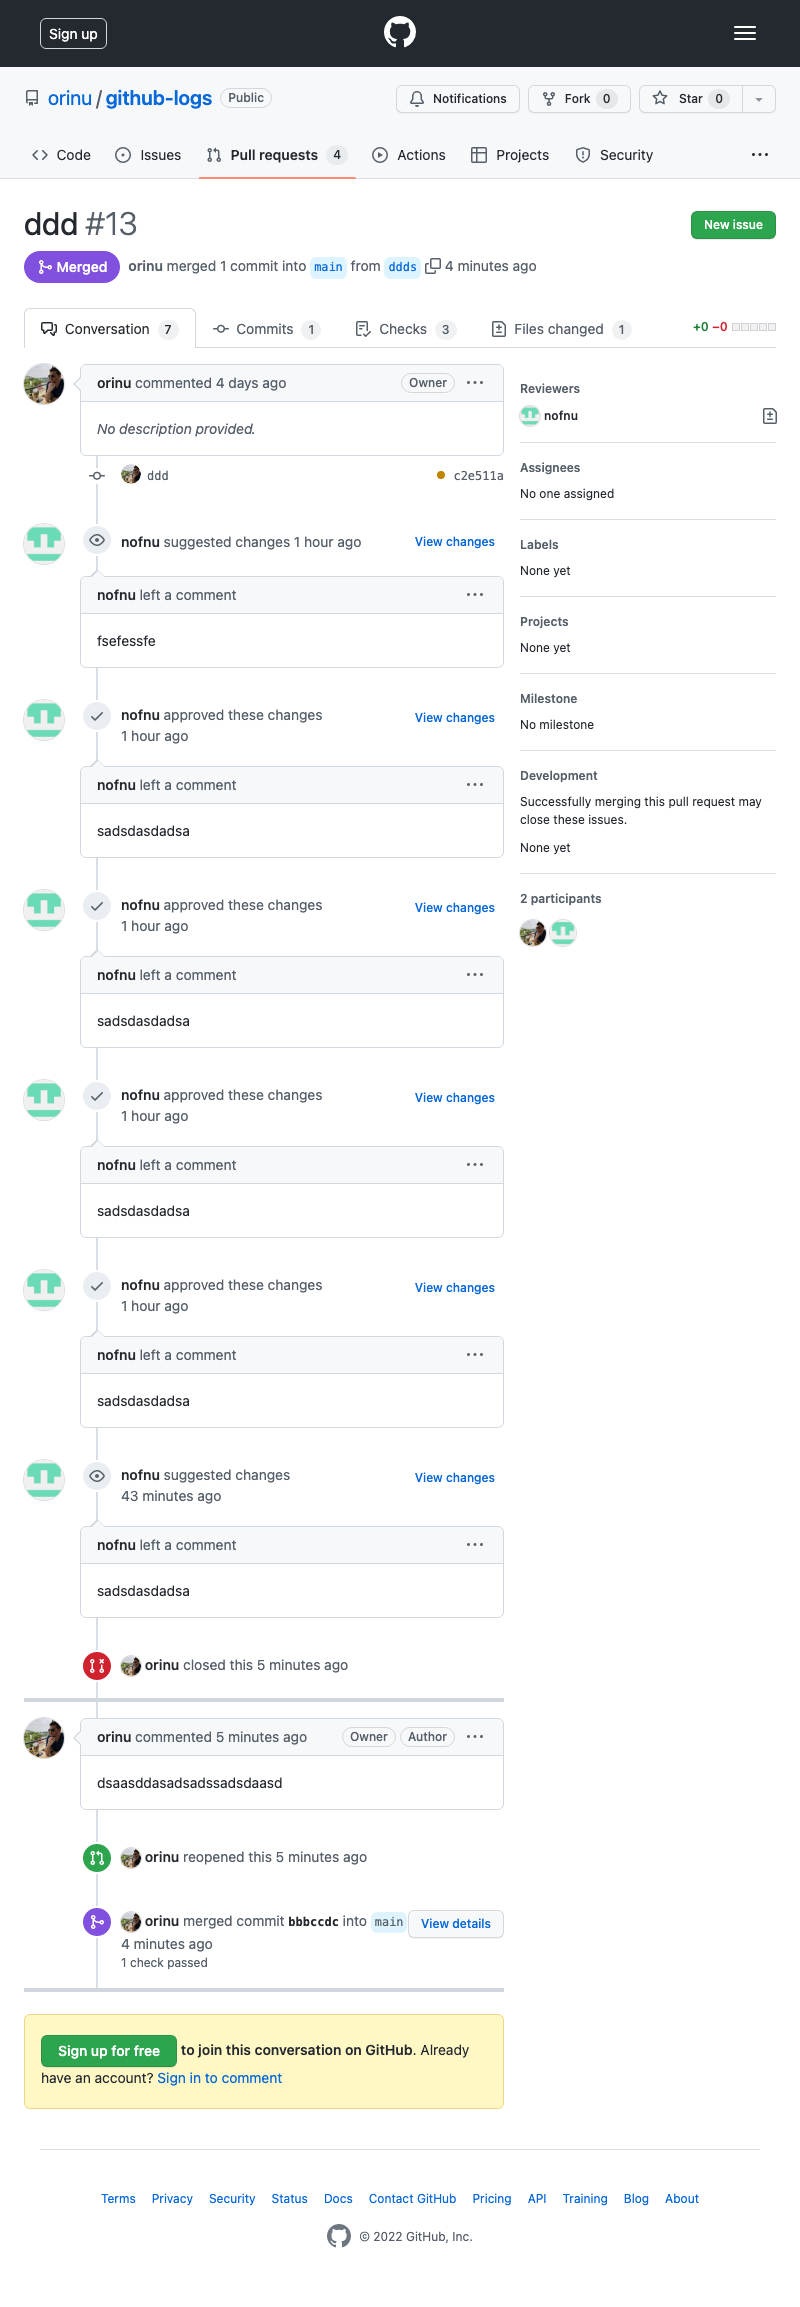 Sign up
orinu / github-logs Public
Notifications Fork 0 Star 0
Code Issues Pull requests 4 Actions Projects Security
ddd #13
New issue
Merged orinu merged 1 commit into main from ddds 4 minutes ago
Conversation 7 Commits 1 Checks 3 Files changed 1 +0 −0
orinu commented 4 days ago Owner
No description provided.
ddd c2e511a
nofnu suggested changes 1 hour ago View changes
nofnu left a comment
fsefessfe
nofnu approved these changes View changes
1 hour ago
nofnu left a comment
sadsdasdadsa
nofnu approved these changes View changes
1 hour ago
nofnu left a comment
sadsdasdadsa
nofnu approved these changes View changes
1 hour ago
nofnu left a comment
sadsdasdadsa
nofnu approved these changes View changes
1 hour ago
nofnu left a comment
sadsdasdadsa
nofnu suggested changes View changes
43 minutes ago
nofnu left a comment
sadsdasdadsa
orinu closed this 5 minutes ago
orinu commented 5 minutes ago Owner Author
dsaasddasadsadssadsdaasd
orinu reopened this 5 minutes ago
orinu merged commit bbbccdc into main View details
4 minutes ago
1 check passed
Reviewers
nofnu
Assignees
No one assigned
Labels
None yet
Projects
None yet
Milestone
No milestone
Development
Successfully merging this pull request may
close these issues.
None yet
2 participants
Sign up for free to join this conversation on GitHub. Already
have an account? Sign in to comment
Terms Privacy Security Status Docs Contact GitHub Pricing API Training Blog About
© 2022 GitHub, Inc.